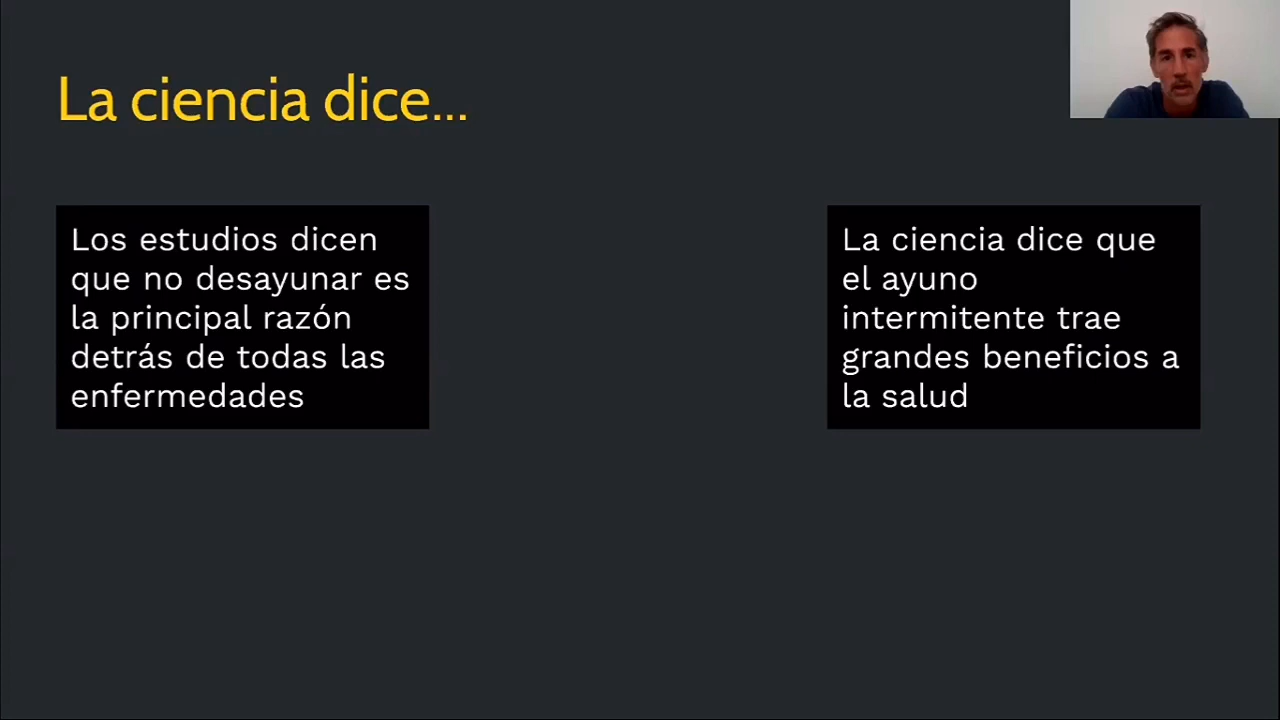 La ciencia dice...
Los estudios dicen
que no desayunar es
la principal razón
detrás de todas las
enfermedades
La ciencia dice que
el ayuno
intermitente trae
grandes beneficios a
la salud